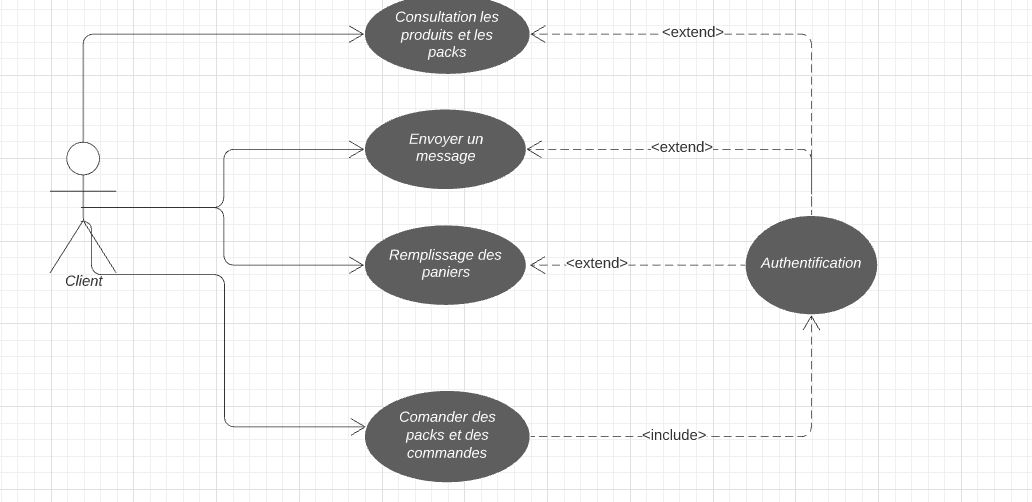 Consultation les
produits et les
packs
<extend>
Envoyer un
message
<extend>
Remplissage des
paniers
<extend>
Authentification
Client
Comander des
packs et des
commandes
<include>